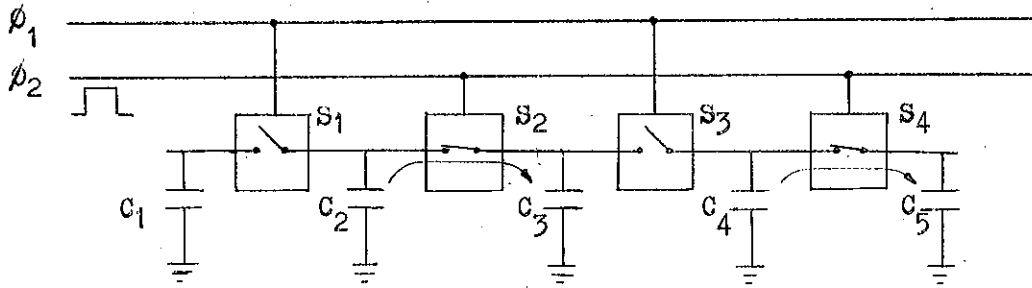 ø₁
ø₂
S₁ S₂ S₃ S₄
C₁ C₂ C₃ C₄ C₅